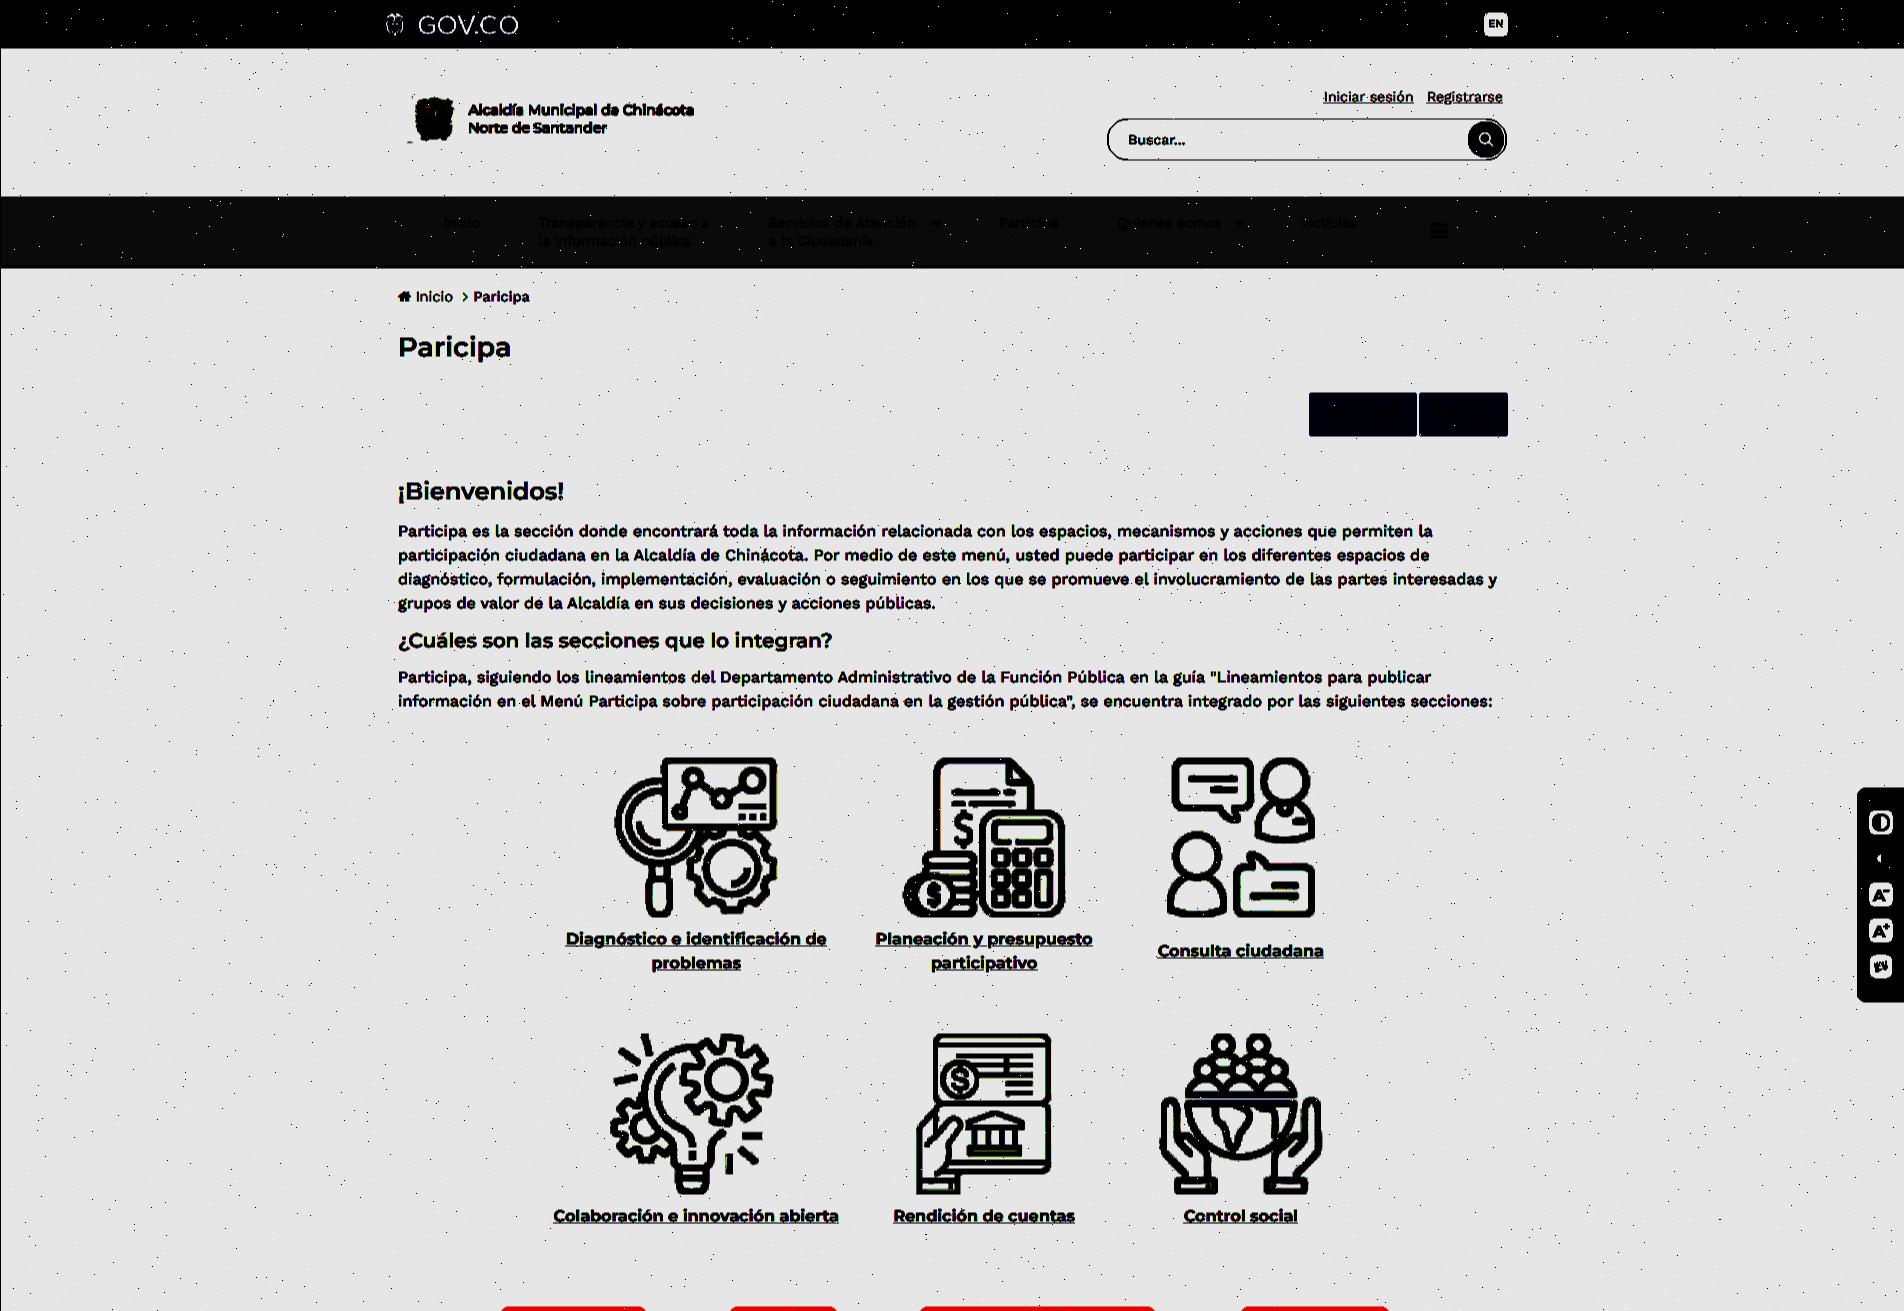 GOV.CO
EN
Alcaldía Municipal de Chinácota
Norte de Santander
Iniciar sesión Registrarse
Buscar...
Inicio
Transparencia y acceso a
la información pública
Servicios de Atención
a la Ciudadanía
Participa
Quienes somos
Noticias
Inicio > Paricipa
Paricipa
¡Bienvenidos!
Participa es la sección donde encontrará toda la información relacionada con los espacios, mecanismos y acciones que permiten la
participación ciudadana en la Alcaldía de Chinácota. Por medio de este menú, usted puede participar en los diferentes espacios de
diagnóstico, formulación, implementación, evaluación o seguimiento en los que se promueve el involucramiento de las partes interesadas y
grupos de valor de la Alcaldía en sus decisiones y acciones públicas.
¿Cuáles son las secciones que lo integran?
Participa, siguiendo los lineamientos del Departamento Administrativo de la Función Pública en la guía "Lineamientos para publicar
información en el Menú Participa sobre participación ciudadana en la gestión pública", se encuentra integrado por las siguientes secciones:
Diagnóstico e identificación de
problemas
Planeación y presupuesto
participativo
Consulta ciudadana
A-
A+
Colaboración e innovación abierta
Rendición de cuentas
Control social